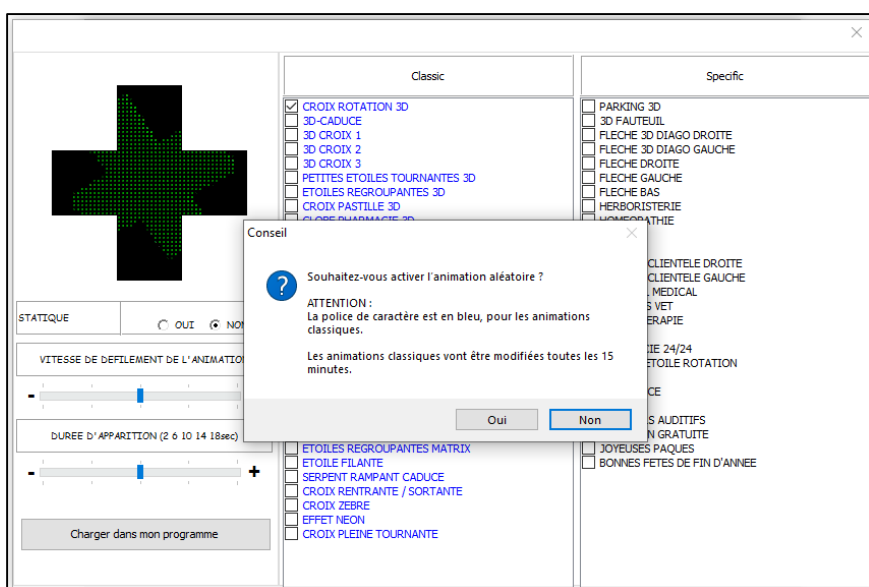 Classic
Specific
CROIX ROTATION 3D
3D-CADUCE
3D CROIX 1
3D CROIX 2
3D CROIX 3
PETITES ETOILES TOURNANTES 3D
ETOILES REGROUPANTES 3D
CROIX PASTILLE 3D
GLOBE PHARMACIE 3D
PARKING 3D
3D FAUTEUIL
FLECHE 3D DIAGO DROITE
FLECHE 3D DIAGO GAUCHE
FLECHE DROITE
FLECHE GAUCHE
FLECHE BAS
HERBORISTERIE
HOMEOPATHIE
CLIENTELE DROITE
CLIENTELE GAUCHE
MEDICAL
VET
ERAPIE
CIE 24/24
ETOILE ROTATION
CE
S AUDITIFS
N GRATUITE
JOYEUSES PAQUES
BONNES FETES DE FIN D'ANNEE
Conseil
Souhaitez-vous activer l'animation aléatoire ?
ATTENTION :
La police de caractère est en bleu, pour les animations
classiques.
Les animations classiques vont être modifiées toutes les 15
minutes.
Oui
Non
STATIQUE
OUI
NON
VITESSE DE DEFILEMENT DE L'ANIMATION
-
DUREE D'APPARITION (2 6 10 14 18sec)
- +
Charger dans mon programme
ETOILES REGROUPANTES MATRIX
ETOILE FILANTE
SERPENT RAMPANT CADUCE
CROIX RENTRANTE / SORTANTE
CROIX ZEBRE
EFFET NEON
CROIX PLEINE TOURNANTE